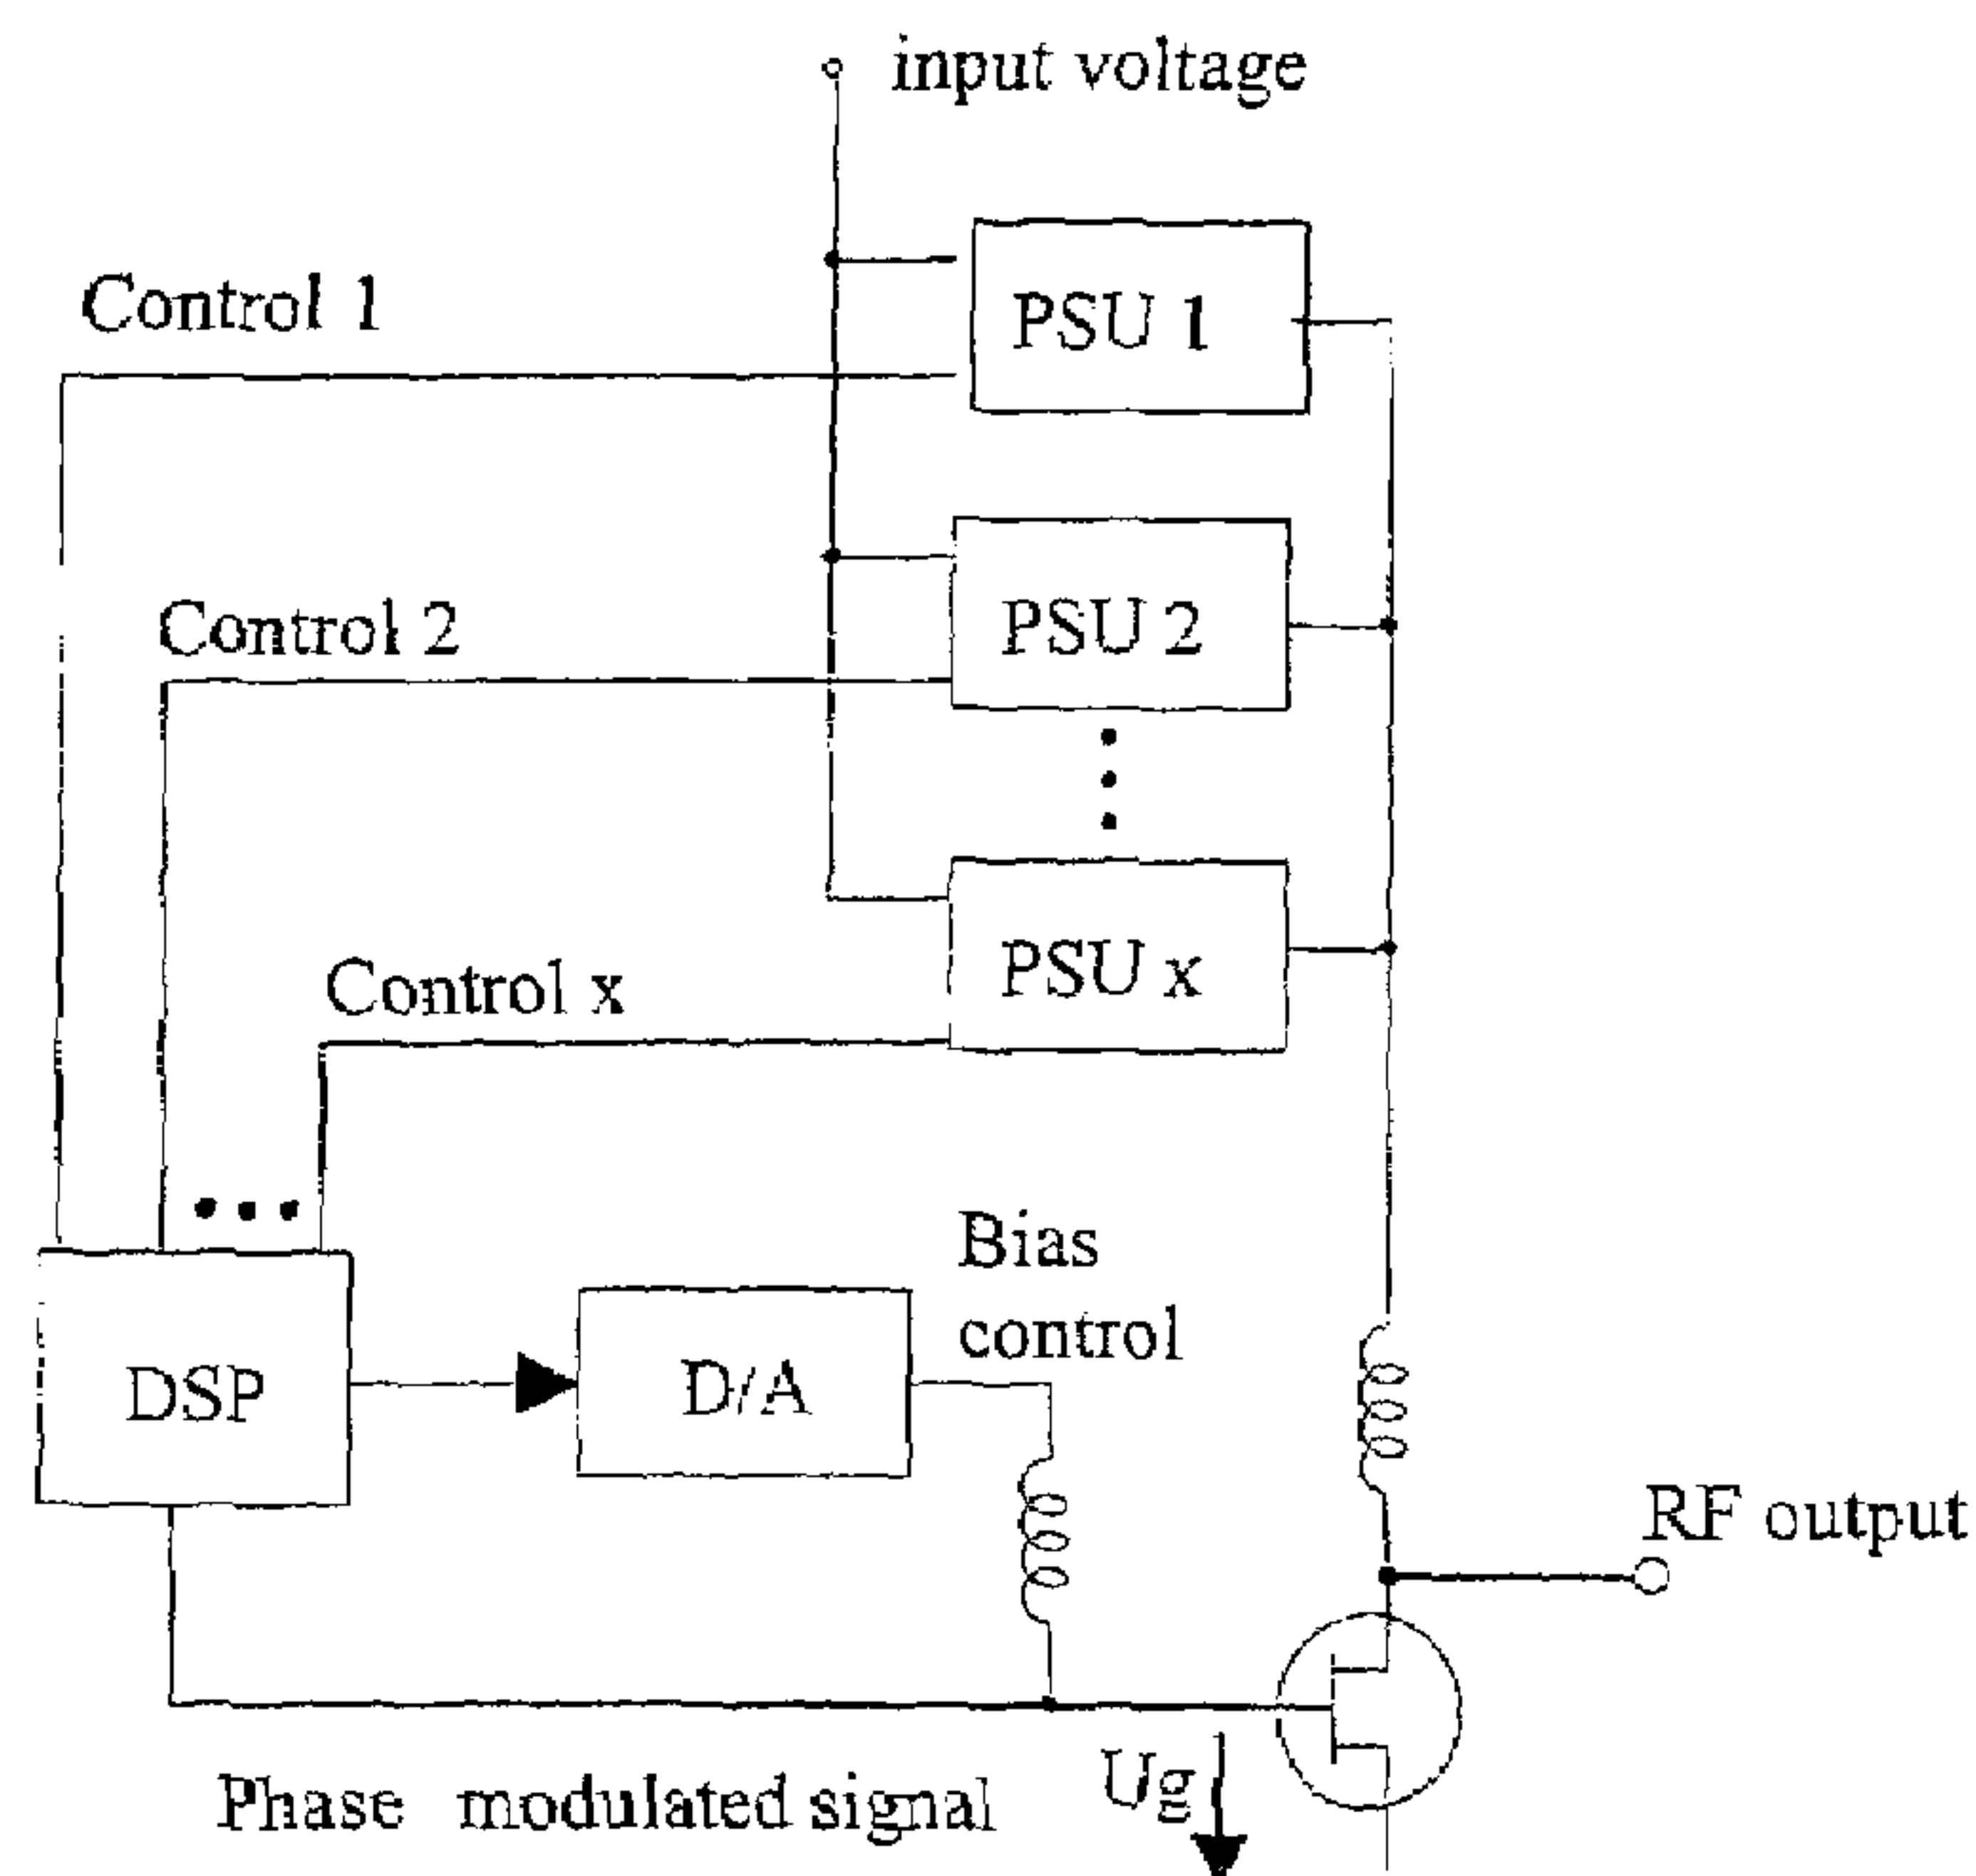 input voltage
Control 1
PSU 1
Control 2
PSU 2
Control x
PSU x
Bias
control
DSP
D/A
RF output
Phase modulated signal
Ug